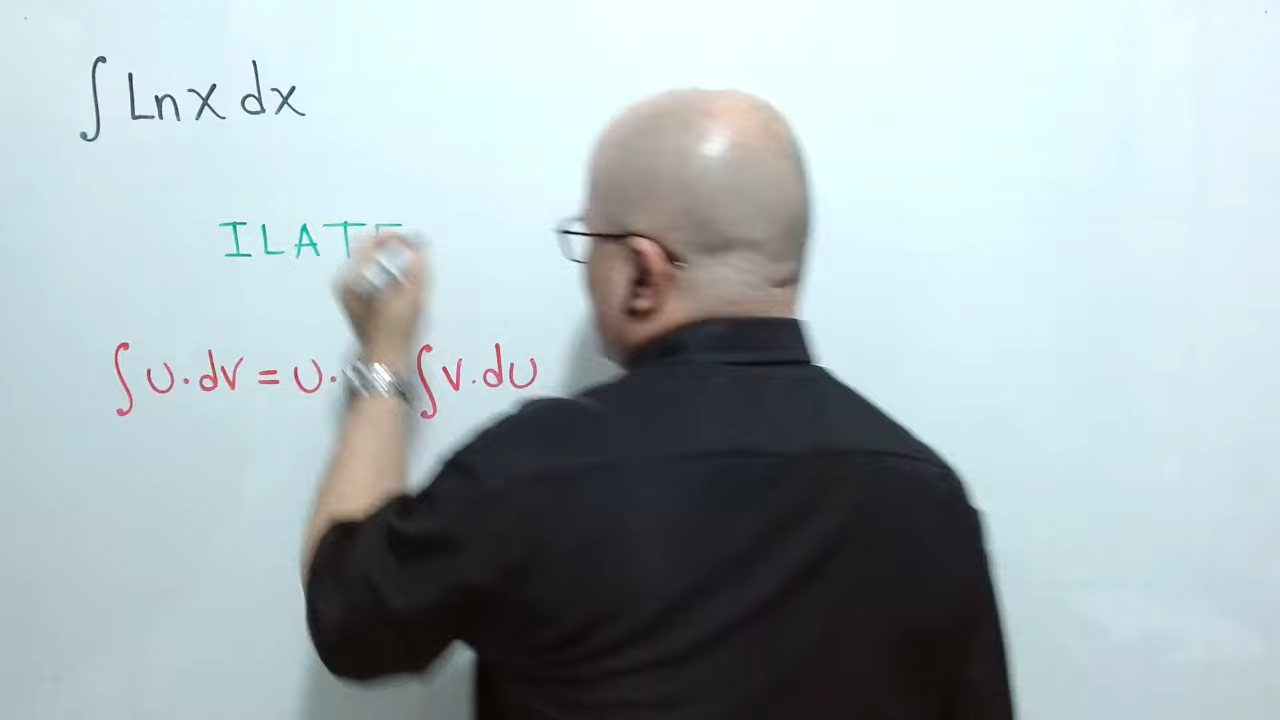 ∫ Ln x dx
ILATE
∫ u·dv = u· ∫ v·du